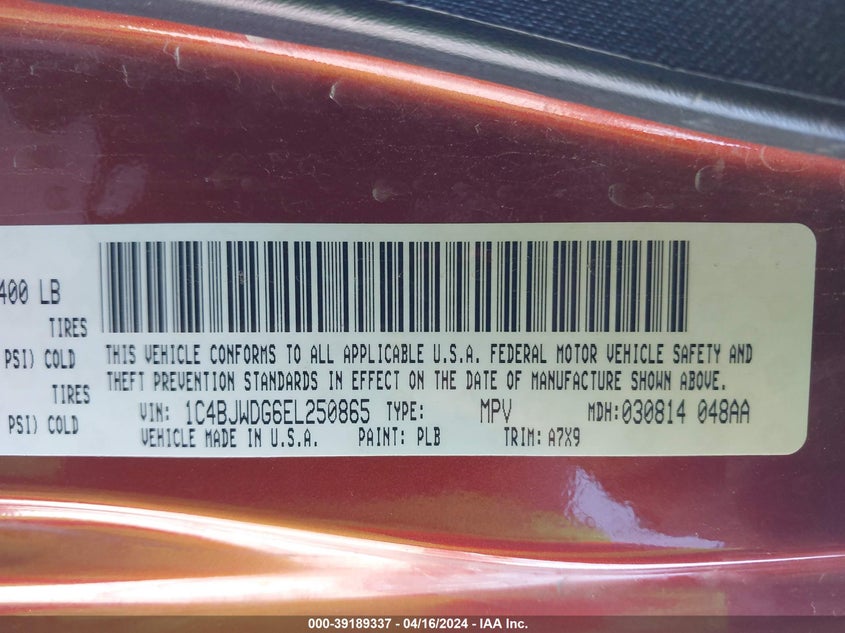 400 LB
TIRES
PSI) COLD
TIRES
PSI) COLD
THIS VEHICLE CONFORMS TO ALL APPLICABLE U.S.A. FEDERAL MOTOR VEHICLE SAFETY AND
THEFT PREVENTION STANDARDS IN EFFECT ON THE DATE OF MANUFACTURE SHOWN ABOVE.
VIN: 1C4BJWDG6EL250865 TYPE: MPV MDH:030814 048AA
VEHICLE MADE IN U.S.A. PAINT: PLB TRIM: A7X9
000-39189337 - 04/16/2024 - IAA Inc.